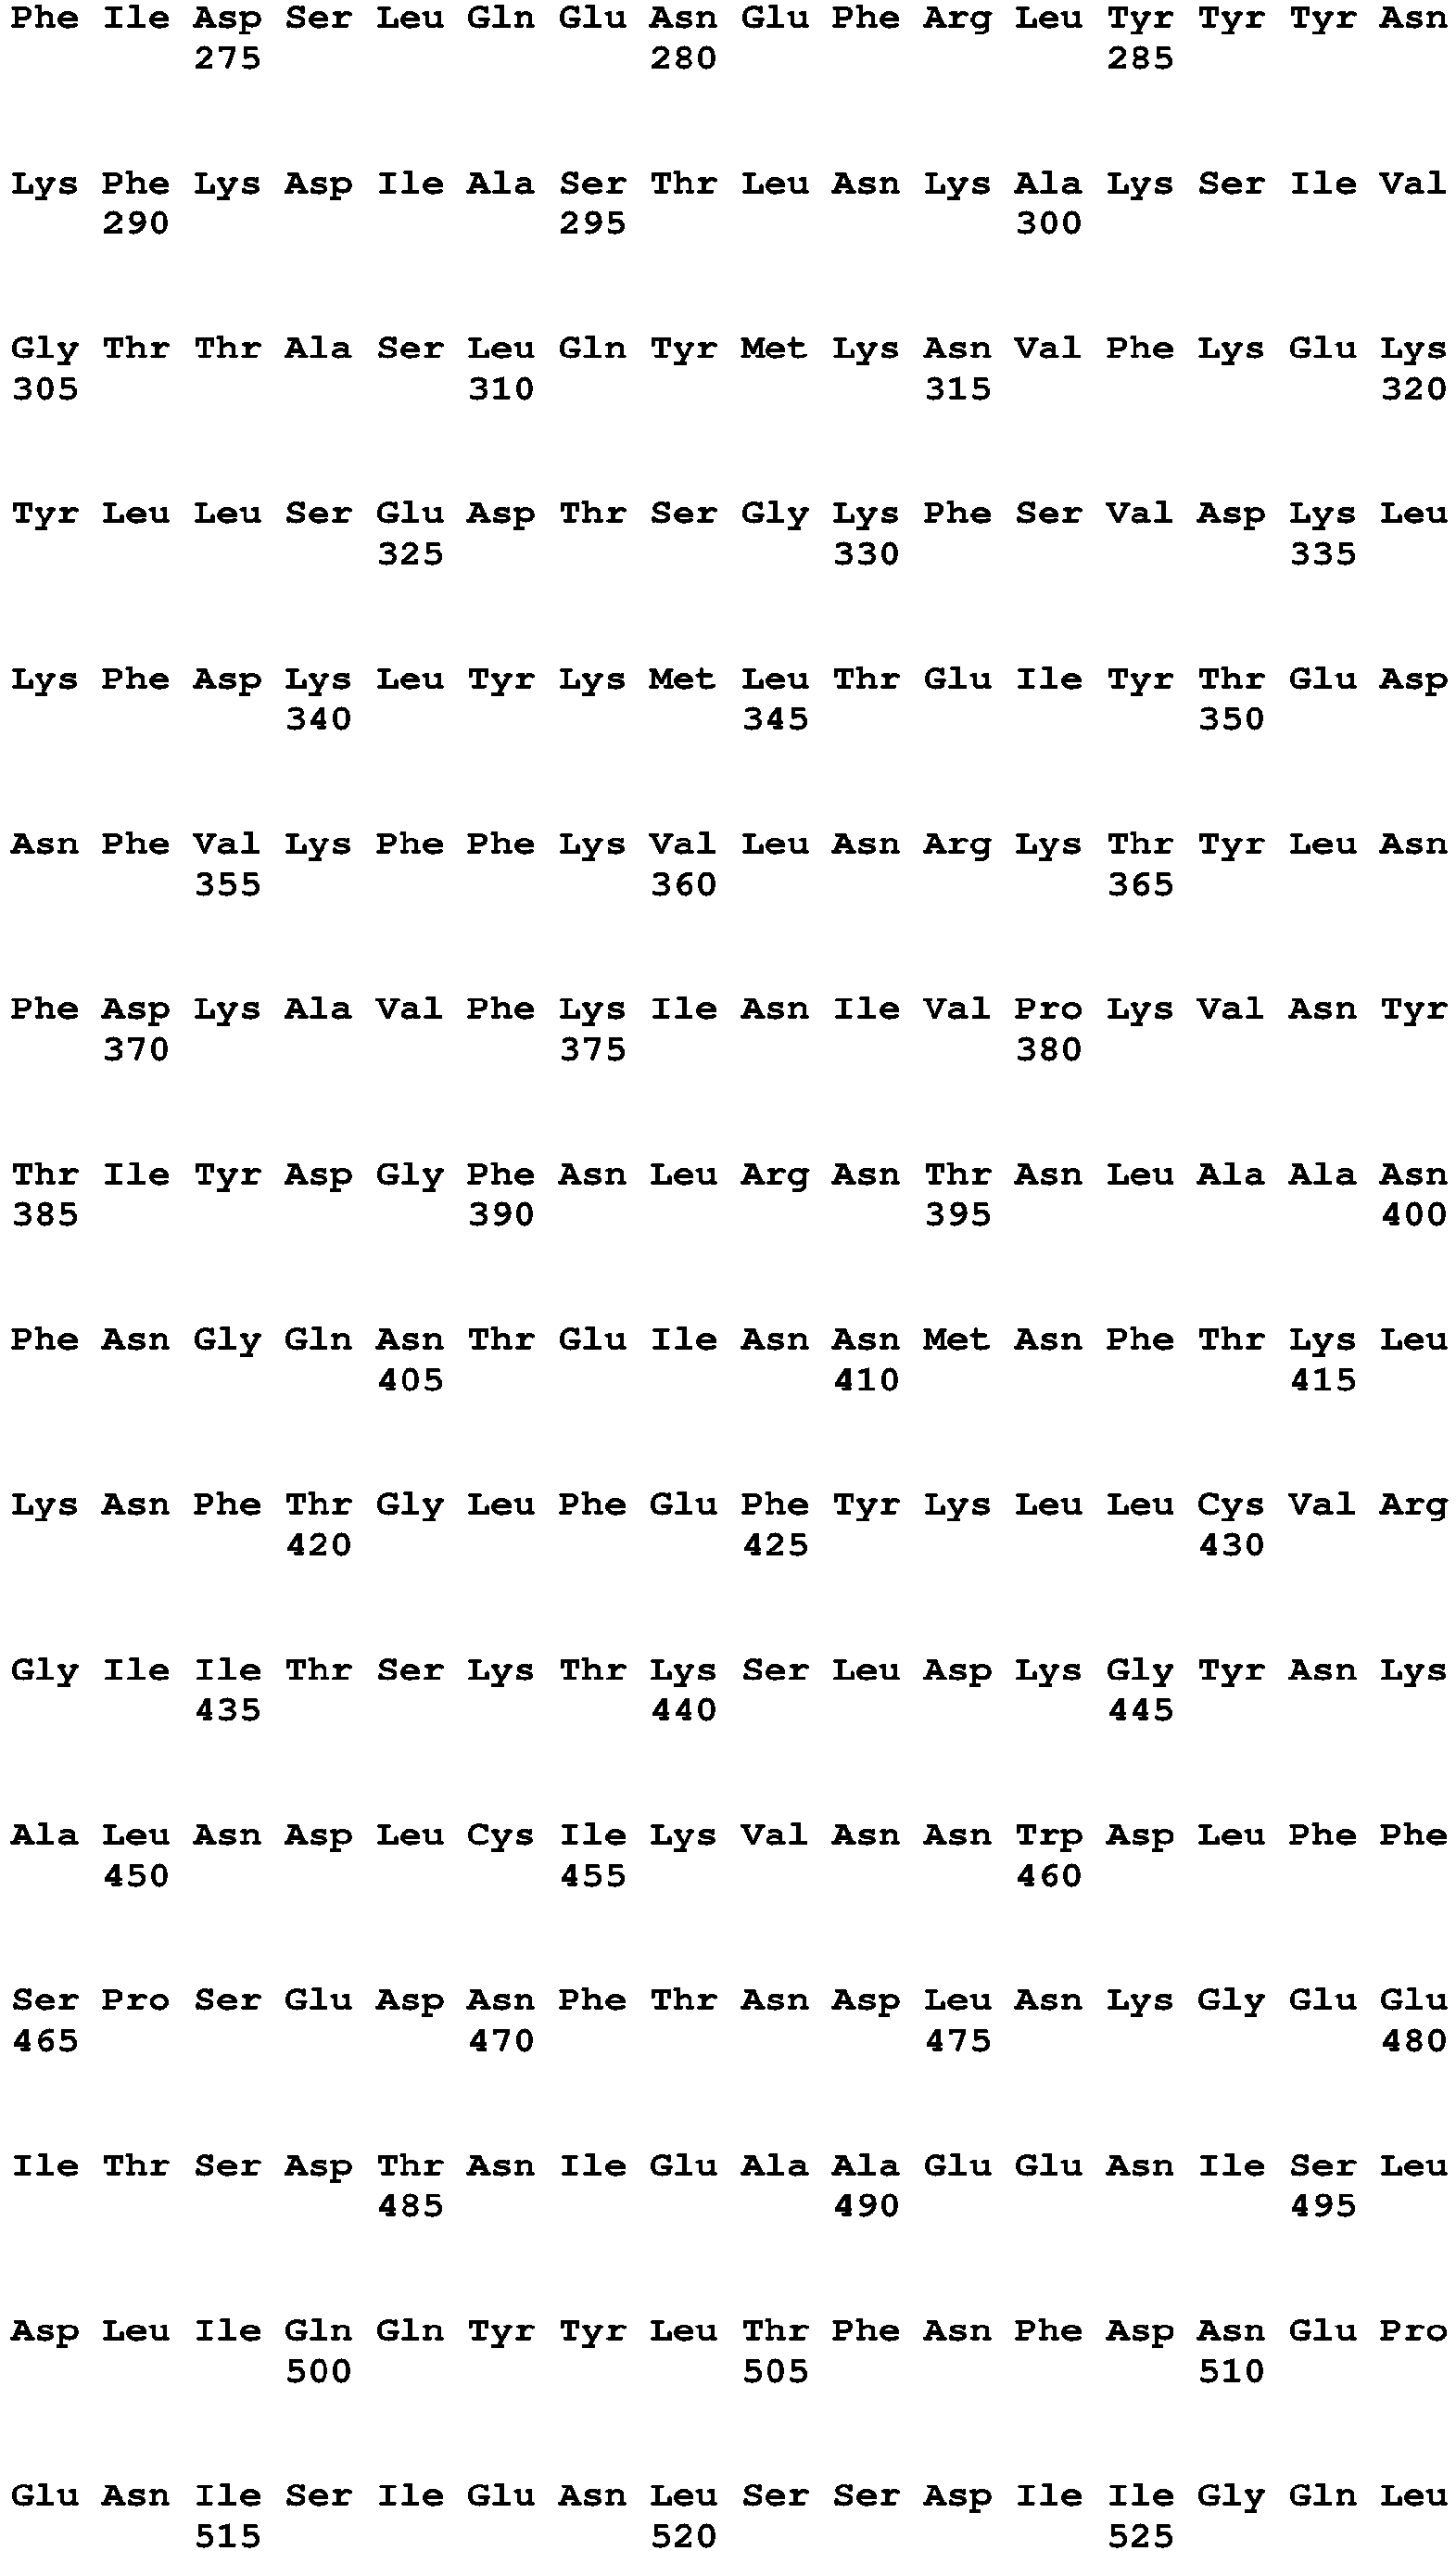 Phe Ile Asp Ser Leu Gln Glu Asn Glu Phe Arg Leu Tyr Tyr Tyr Asn
275 280 285
Lys Phe Lys Asp Ile Ala Ser Thr Leu Asn Lys Ala Lys Ser Ile Val
290 295 300
Gly Thr Thr Ala Ser Leu Gln Tyr Met Lys Asn Val Phe Lys Glu Lys
305 310 315 320
Tyr Leu Leu Ser Glu Asp Thr Ser Gly Lys Phe Ser Val Asp Lys Leu
325 330 335
Lys Phe Asp Lys Leu Tyr Lys Met Leu Thr Glu Ile Tyr Thr Glu Asp
340 345 350
Asn Phe Val Lys Phe Phe Lys Val Leu Asn Arg Lys Thr Tyr Leu Asn
355 360 365
Phe Asp Lys Ala Val Phe Lys Ile Asn Ile Val Pro Lys Val Asn Tyr
370 375 380
Thr Ile Tyr Asp Gly Phe Asn Leu Arg Asn Thr Asn Leu Ala Ala Asn
385 390 395 400
Phe Asn Gly Gln Asn Thr Glu Ile Asn Asn Met Asn Phe Thr Lys Leu
405 410 415
Lys Asn Phe Thr Gly Leu Phe Glu Phe Tyr Lys Leu Leu Cys Val Arg
420 425 430
Gly Ile Ile Thr Ser Lys Thr Lys Ser Leu Asp Lys Gly Tyr Asn Lys
435 440 445
Ala Leu Asn Asp Leu Cys Ile Lys Val Asn Asn Trp Asp Leu Phe Phe
450 455 460
Ser Pro Ser Glu Asp Asn Phe Thr Asn Asp Leu Asn Lys Gly Glu Glu
465 470 475 480
Ile Thr Ser Asp Thr Asn Ile Glu Ala Ala Glu Glu Asn Ile Ser Leu
485 490 495
Asp Leu Ile Gln Gln Tyr Tyr Leu Thr Phe Asn Phe Asp Asn Glu Pro
500 505 510
Glu Asn Ile Ser Ile Glu Asn Leu Ser Ser Asp Ile Ile Gly Gln Leu
515 520 525